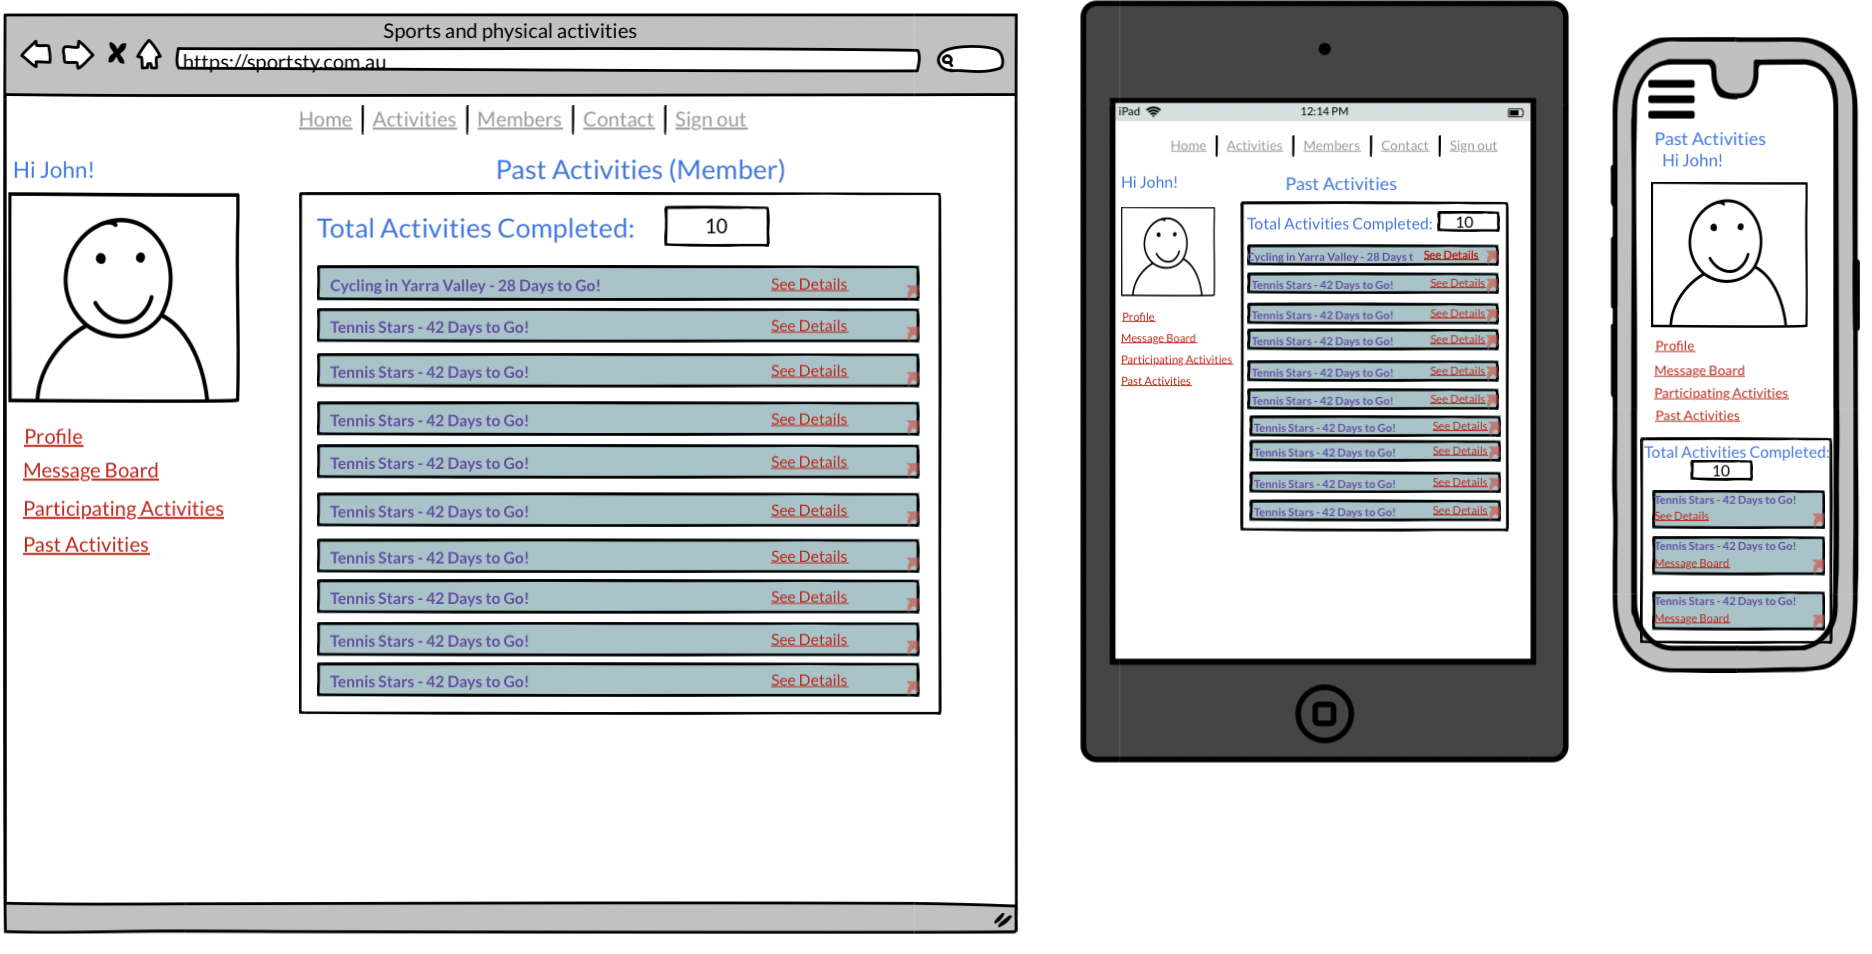 Sports and physical activities
https://sportsty.com.au
Home Activities Members Contact Sign out
Hi John!
Past Activities (Member)
Total Activities Completed: 10
Cycling in Yarra Valley - 28 Days to Go! See Details
Tennis Stars - 42 Days to Go! See Details
Tennis Stars - 42 Days to Go! See Details
Tennis Stars - 42 Days to Go! See Details
Tennis Stars - 42 Days to Go! See Details
Tennis Stars - 42 Days to Go! See Details
Tennis Stars - 42 Days to Go! See Details
Tennis Stars - 42 Days to Go! See Details
Tennis Stars - 42 Days to Go! See Details
Tennis Stars - 42 Days to Go! See Details
Profile
Message Board
Participating Activities
Past Activities
iPad 12:14 PM
Home Activities Members Contact Sign out
Hi John!
Past Activities
Total Activities Completed: 10
Cycling in Yarra Valley - 28 Days t See Details
Tennis Stars - 42 Days to Go! See Details
Tennis Stars - 42 Days to Go! See Details
Tennis Stars - 42 Days to Go! See Details
Tennis Stars - 42 Days to Go! See Details
Tennis Stars - 42 Days to Go! See Details
Tennis Stars - 42 Days to Go! See Details
Tennis Stars - 42 Days to Go! See Details
Tennis Stars - 42 Days to Go! See Details
Tennis Stars - 42 Days to Go! See Details
Profile
Message Board
Participating Activities
Past Activities
Past Activities
Hi John!
Profile
Message Board
Participating Activities
Past Activities
Total Activities Completed:
10
Tennis Stars - 42 Days to Go!
See Details
Tennis Stars - 42 Days to Go!
Message Board
Tennis Stars - 42 Days to Go!
Message Board